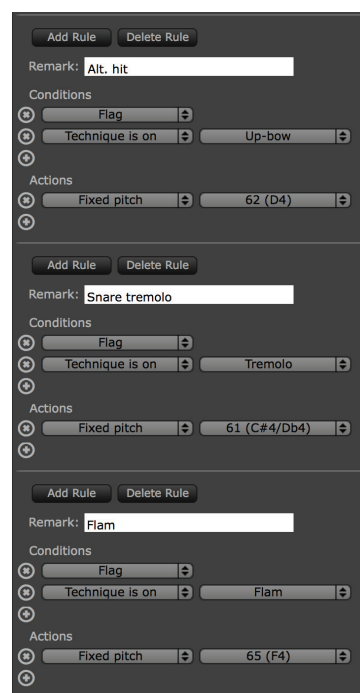 Add Rule Delete Rule
Remark: Alt. hit
Conditions
Flag
Technique is on Up-bow
Actions
Fixed pitch 62 (D4)
Add Rule Delete Rule
Remark: Snare tremolo
Conditions
Flag
Technique is on Tremolo
Actions
Fixed pitch 61 (C#4/Db4)
Add Rule Delete Rule
Remark: Flam
Conditions
Flag
Technique is on Flam
Actions
Fixed pitch 65 (F4)